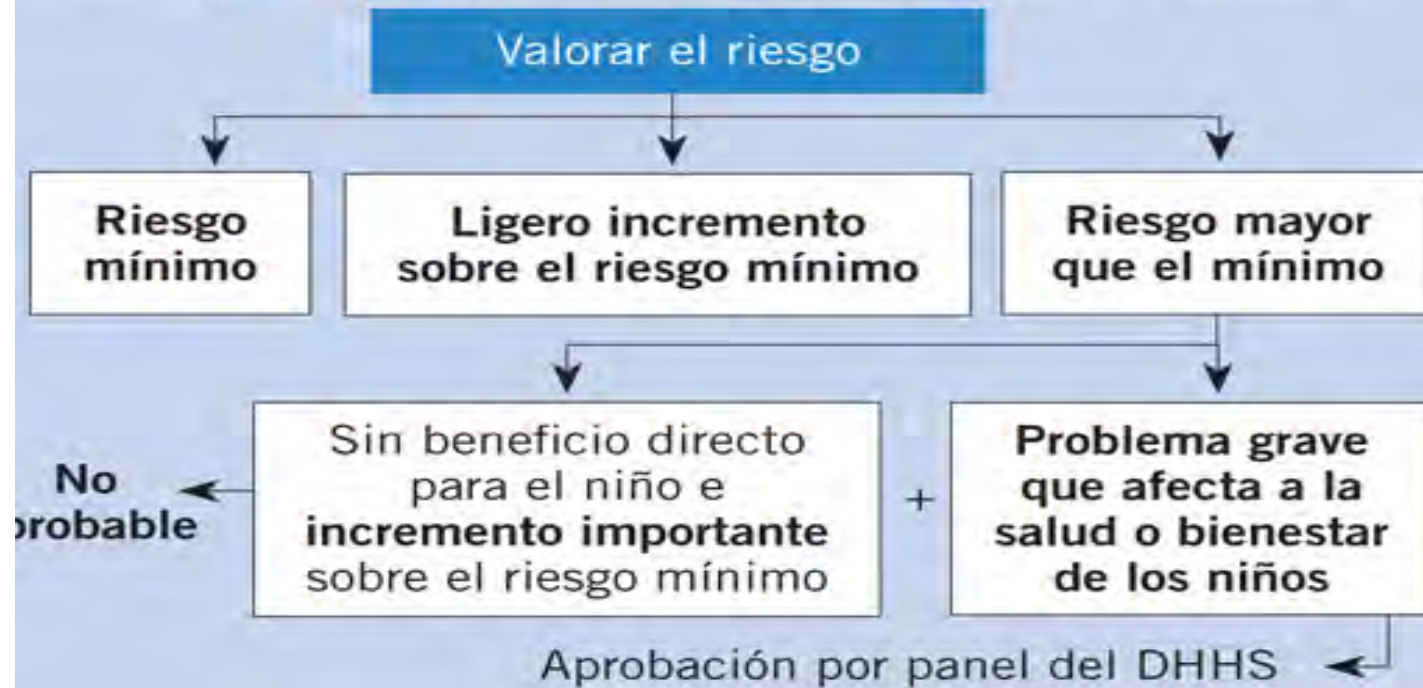 Valorar el riesgo
Riesgo
mínimo
Ligero incremento
sobre el riesgo mínimo
Riesgo mayor
que el mínimo
No
probable
Sin beneficio directo
para el niño e
incremento importante
sobre el riesgo mínimo
+
Problema grave
que afecta a la
salud o bienestar
de los niños
Aprobación por panel del DHHS